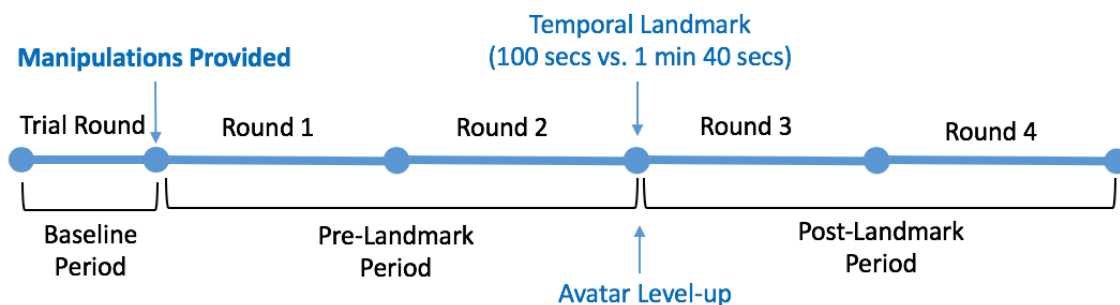 Temporal Landmark
(100 secs vs. 1 min 40 secs)
Manipulations Provided
Trial Round
Round 1
Round 2
Round 3
Round 4
Baseline
Period
Pre-Landmark
Period
Post-Landmark
Period
Avatar Level-up